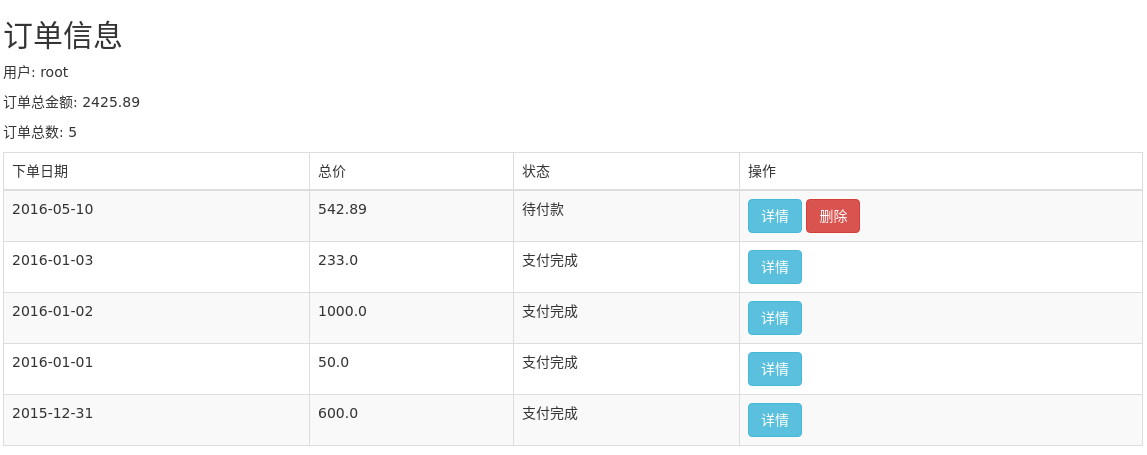 订单信息
用户: root
订单总金额: 2425.89
订单总数: 5
下单日期 总价 状态 操作
2016-05-10 542.89 待付款 详情 删除
2016-01-03 233.0 支付完成 详情
2016-01-02 1000.0 支付完成 详情
2016-01-01 50.0 支付完成 详情
2015-12-31 600.0 支付完成 详情